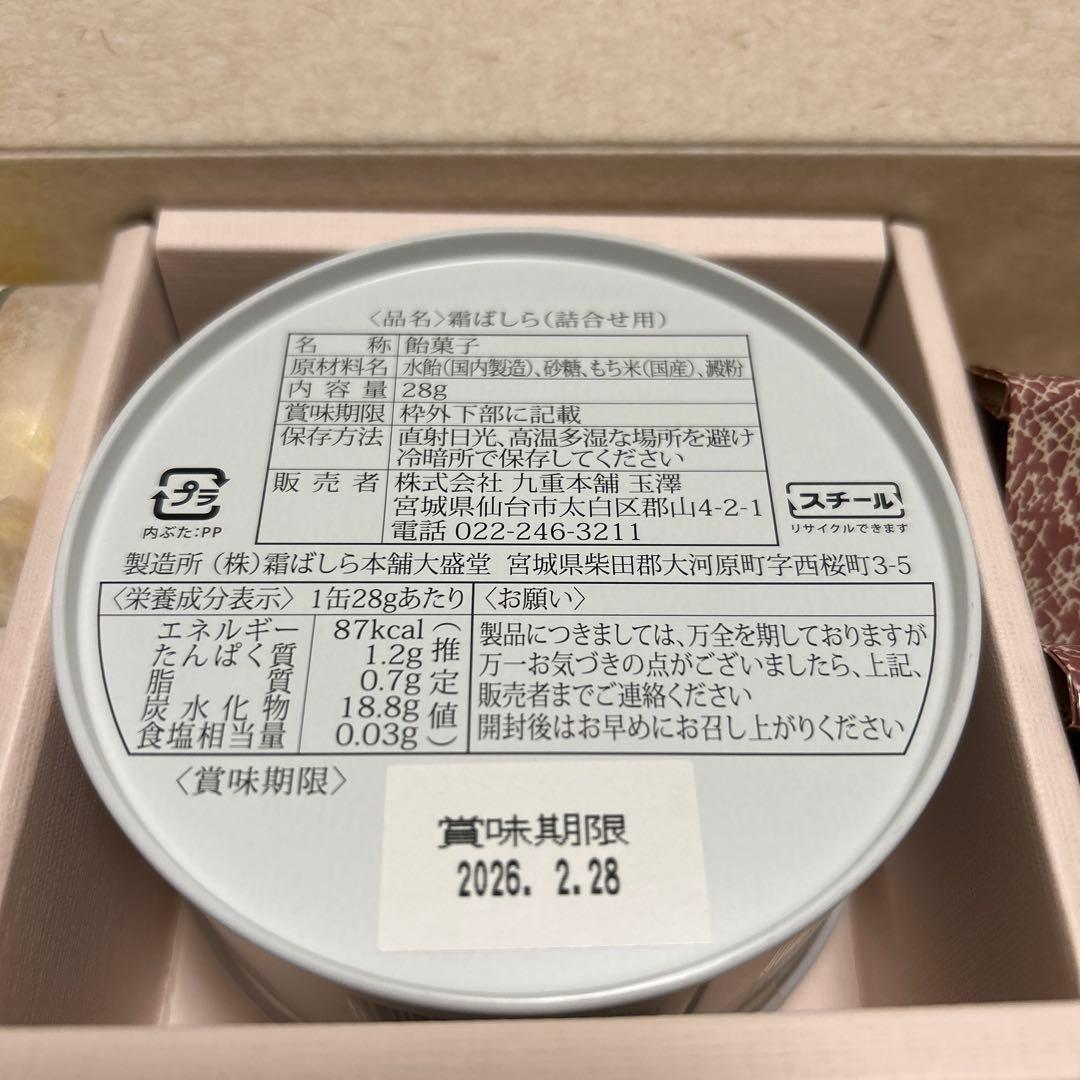 〈品名〉霜ばしら(詰合せ用)
名 称 飴菓子
原材料名 水飴(国内製造)、砂糖、もち米(国産)、澱粉
内容量 28g
賞味期限 枠外下部に記載
保存方法 直射日光、高温多湿な場所を避け
冷暗所で保存してください
販売者 株式会社 九重本舗 玉澤
宮城県仙台市太白区郡山4-2-1
電話 022-246-3211
プラ
内ぶた:PP
スチール
リサイクルできます
製造所 (株)霜ばしら本舗大盛堂 宮城県柴田郡大河原町字西桜町3-5
〈栄養成分表示〉1缶28gあたり
エネルギー 87kcal
たんぱく質 1.2g
脂質 0.7g
炭水化物 18.8g
食塩相当量 0.03g
(推定値)
〈お願い〉
製品につきましては、万全を期しておりますが
万一お気づきの点がございましたら、上記、
販売者までご連絡ください
開封後はお早めにお召し上がりください
〈賞味期限〉
賞味期限
2026. 2.28